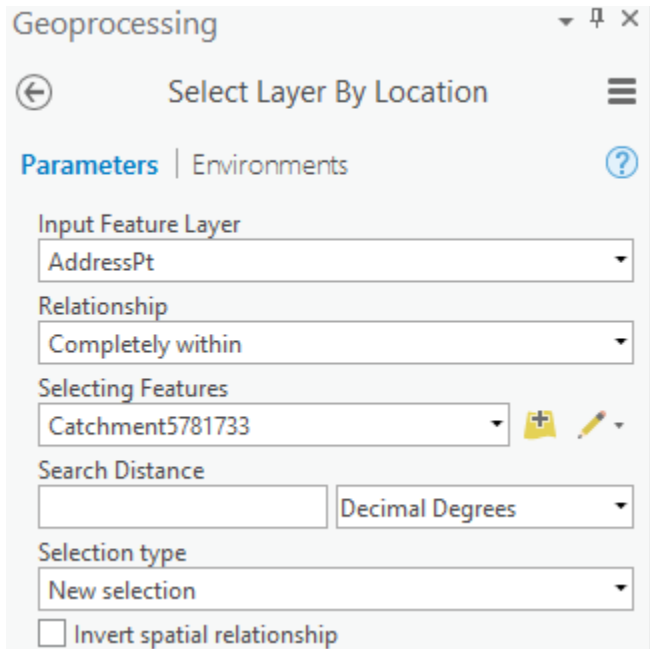 Geoprocessing
Select Layer By Location
Parameters | Environments
Input Feature Layer
AddressPt
Relationship
Completely within
Selecting Features
Catchment5781733
Search Distance
Decimal Degrees
Selection type
New selection
Invert spatial relationship